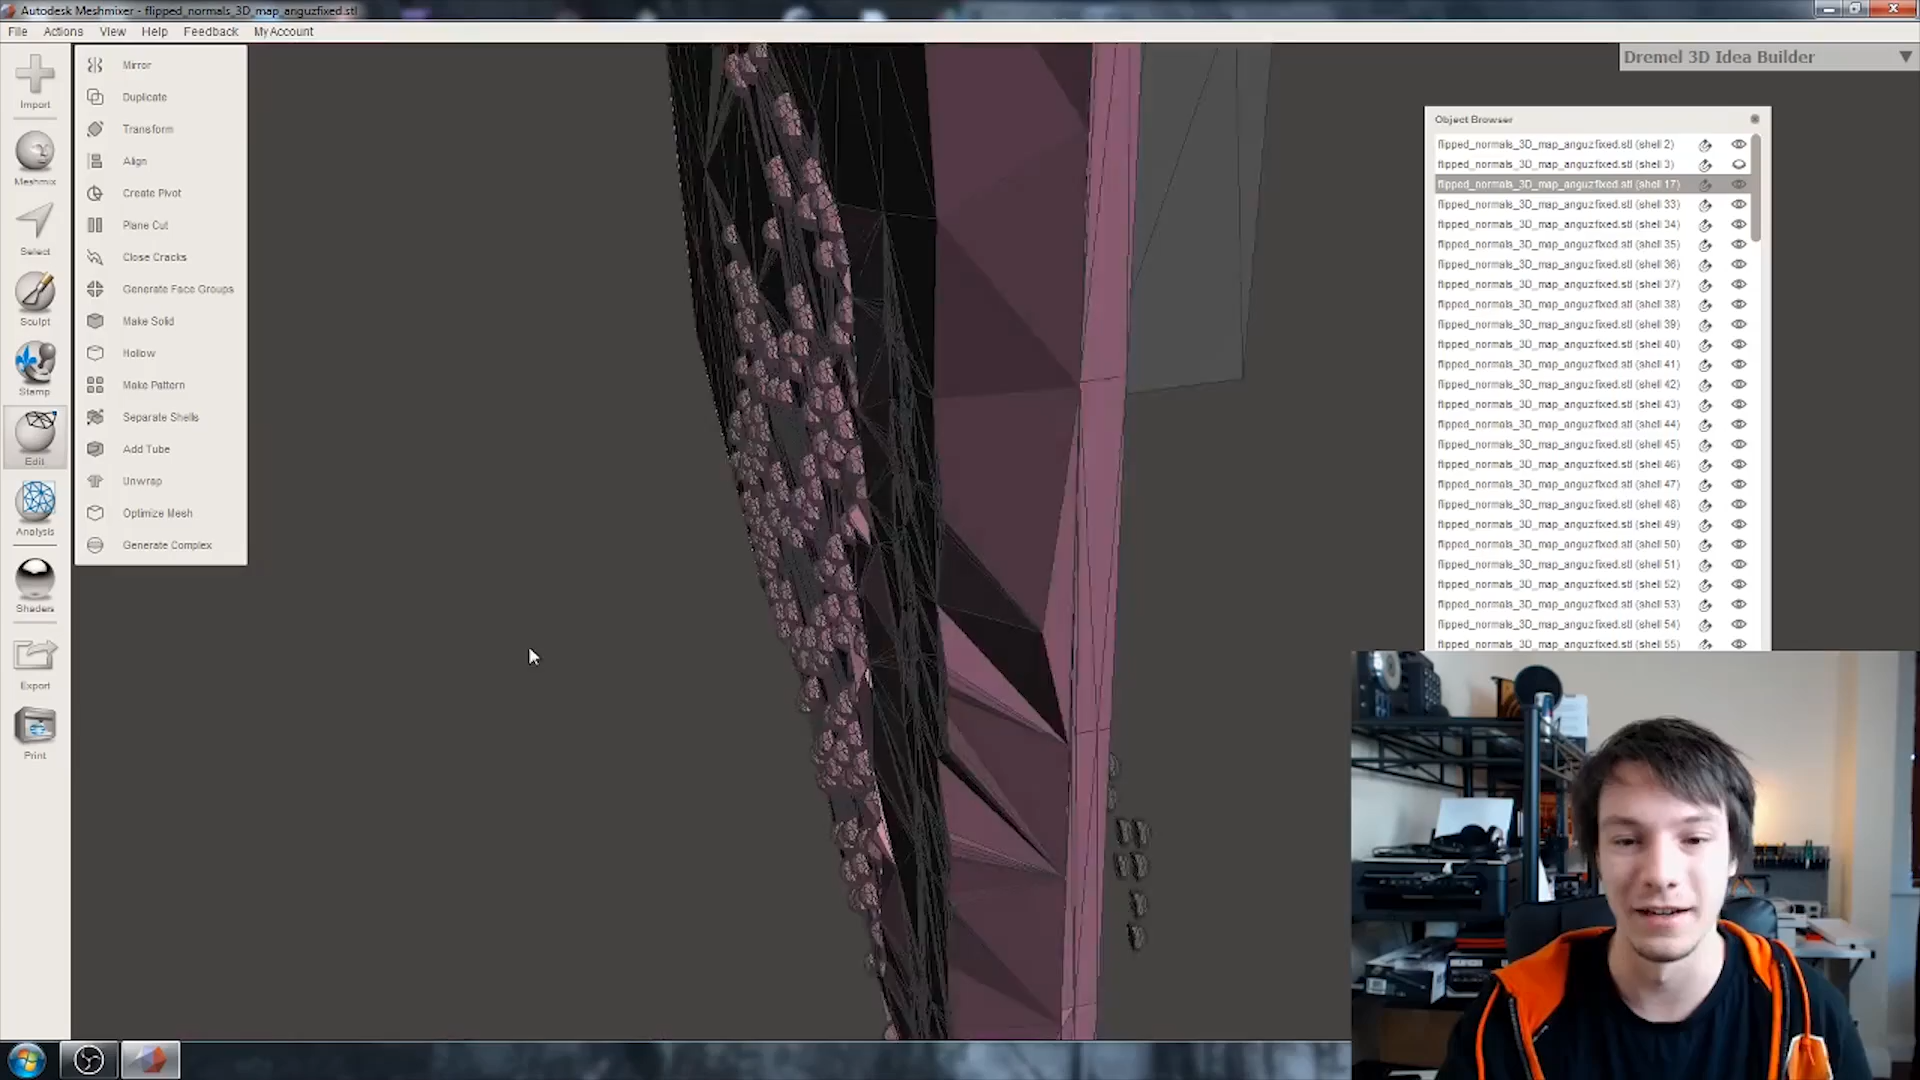 Autodesk Meshmixer - flipped_normals_3D_map_anguzfixed.stl
File Actions View Help Feedback MyAccount
Import
Meshmix
Select
Sculpt
Stamp
Edit
Analysis
Shaders
Export
Print
Mirror
Duplicate
Transform
Align
Create Pivot
Plane Cut
Close Cracks
Generate Face Groups
Make Solid
Hollow
Make Pattern
Separate Shells
Add Tube
Unwrap
Optimize Mesh
Generate Complex
Dremel 3D Idea Builder
Object Browser
flipped_normals_3D_map_anguzfixed.stl (shell 2)
flipped_normals_3D_map_anguzfixed.stl (shell 3)
flipped_normals_3D_map_anguzfixed.stl (shell 17)
flipped_normals_3D_map_anguzfixed.stl (shell 33)
flipped_normals_3D_map_anguzfixed.stl (shell 34)
flipped_normals_3D_map_anguzfixed.stl (shell 35)
flipped_normals_3D_map_anguzfixed.stl (shell 36)
flipped_normals_3D_map_anguzfixed.stl (shell 37)
flipped_normals_3D_map_anguzfixed.stl (shell 38)
flipped_normals_3D_map_anguzfixed.stl (shell 39)
flipped_normals_3D_map_anguzfixed.stl (shell 40)
flipped_normals_3D_map_anguzfixed.stl (shell 41)
flipped_normals_3D_map_anguzfixed.stl (shell 42)
flipped_normals_3D_map_anguzfixed.stl (shell 43)
flipped_normals_3D_map_anguzfixed.stl (shell 44)
flipped_normals_3D_map_anguzfixed.stl (shell 45)
flipped_normals_3D_map_anguzfixed.stl (shell 46)
flipped_normals_3D_map_anguzfixed.stl (shell 47)
flipped_normals_3D_map_anguzfixed.stl (shell 48)
flipped_normals_3D_map_anguzfixed.stl (shell 49)
flipped_normals_3D_map_anguzfixed.stl (shell 50)
flipped_normals_3D_map_anguzfixed.stl (shell 51)
flipped_normals_3D_map_anguzfixed.stl (shell 52)
flipped_normals_3D_map_anguzfixed.stl (shell 53)
flipped_normals_3D_map_anguzfixed.stl (shell 54)
flipped_normals_3D_map_anguzfixed.stl (shell 55)